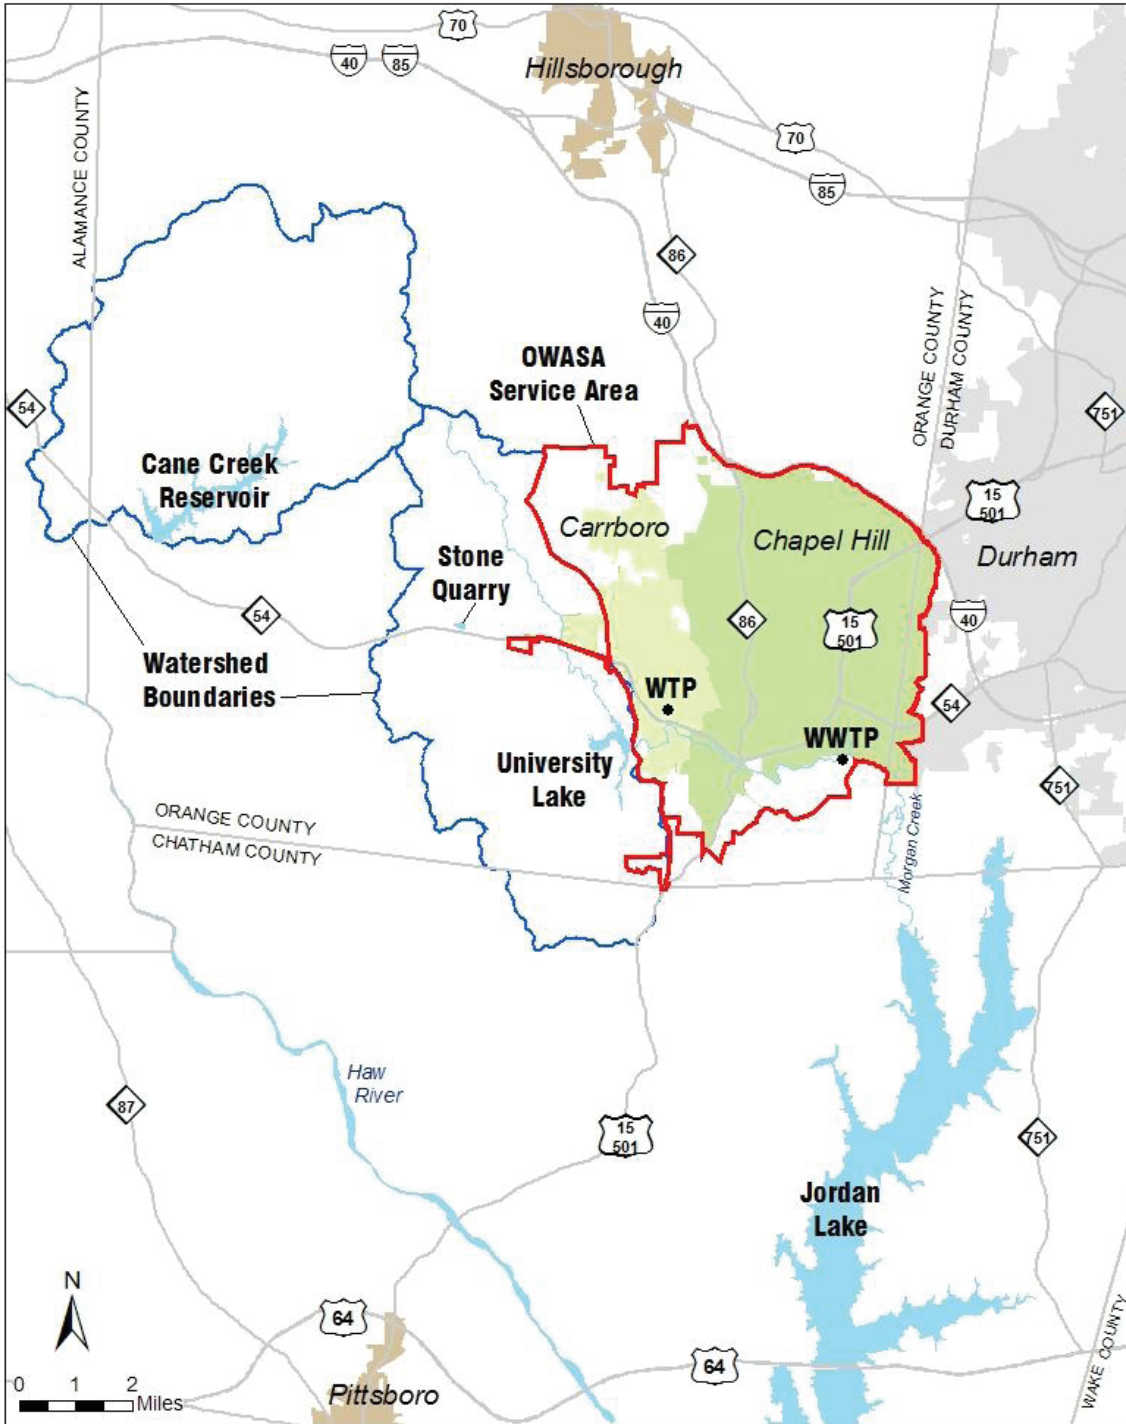 70
40
85
Hillsborough
70
85
ALAMANCE COUNTY
86
40
ORANGE COUNTY
DURHAM COUNTY
OWASA
Service Area
54
751
Cane Creek
Reservoir
15
501
Carrboro
Chapel Hill
Durham
Stone
Quarry
54
86
15
501
40
Watershed
Boundaries
WTP
54
WWTP
University
Lake
751
ORANGE COUNTY
CHATHAM COUNTY
Morgan Creek
Haw
River
87
15
501
751
Jordan
Lake
N
64
64
WAKE COUNTY
0 1 2
Miles
Pittsboro